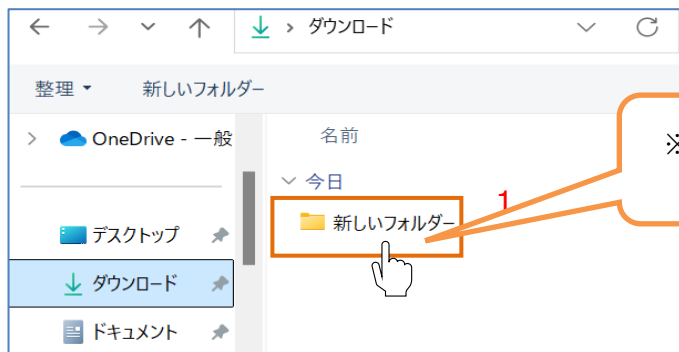 ダウンロード
整理 新しいフォルダー
OneDrive - 一般
名前
※
今日
1
新しいフォルダー
デスクトップ
ダウンロード
ドキュメント